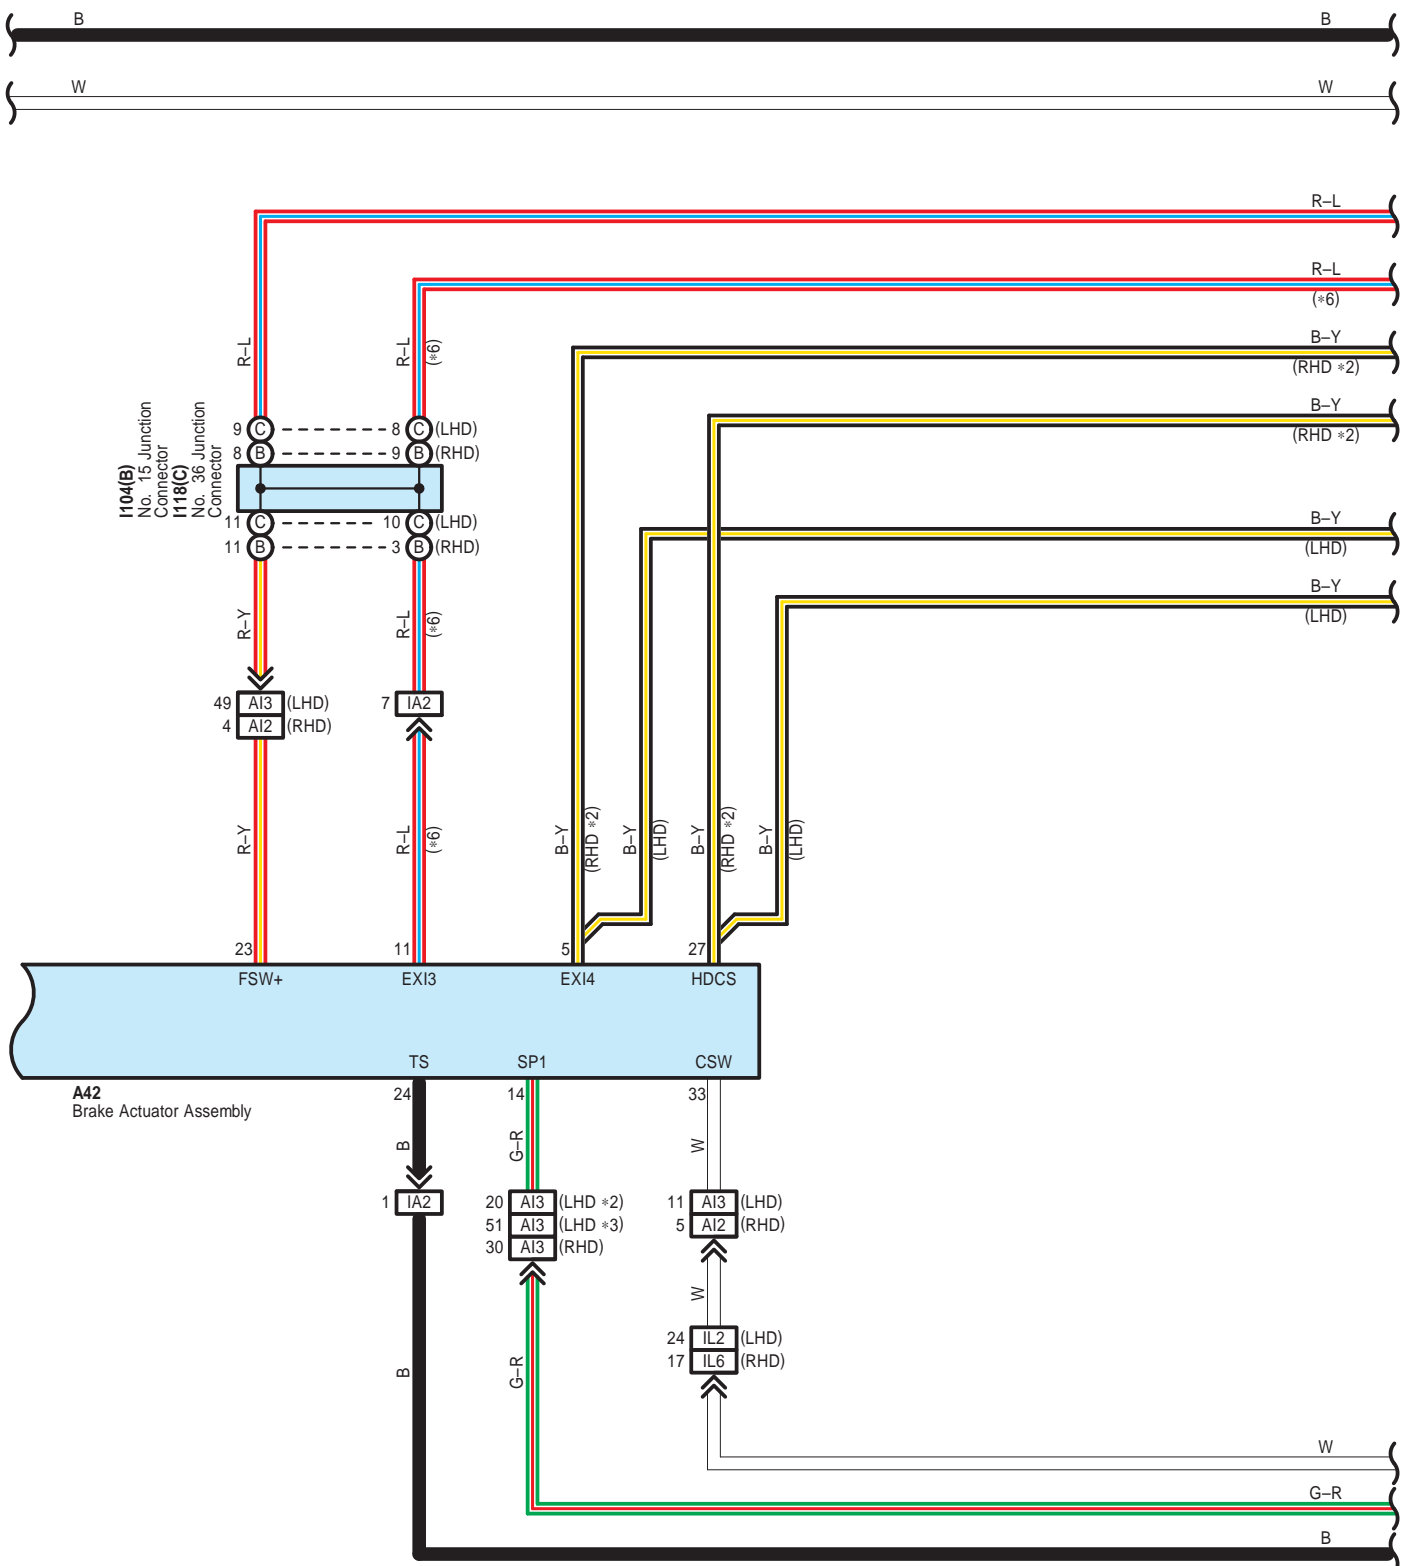 B
B
W
W
R–L
R–L
(∗6)
B–Y
(RHD ∗2)
B–Y
(RHD ∗2)
B–Y
(LHD)
B–Y
(LHD)
R–L
R–L
(∗6)
I104(B)
No. 15 Junction
Connector
I118(C)
No. 36 Junction
Connector
9 C 8 C (LHD)
8 B 9 B (RHD)
11 C 10 C (LHD)
11 B 3 B (RHD)
R–Y
R–L
(∗6)
49 AI3 (LHD)
4 AI2 (RHD)
7 IA2
R–Y
R–L
(∗6)
B–Y
(RHD ∗2)
B–Y
(LHD)
B–Y
(RHD ∗2)
B–Y
(LHD)
23 11 5 27
FSW+ EXI3 EXI4 HDCS
TS SP1 CSW
A42
Brake Actuator Assembly
24 14 33
B
G–R
W
1 IA2
20 AI3 (LHD ∗2)
51 AI3 (LHD ∗3)
30 AI3 (RHD)
11 AI3 (LHD)
5 AI2 (RHD)
W
24 IL2 (LHD)
17 IL6 (RHD)
B
G–R
W
G–R
B